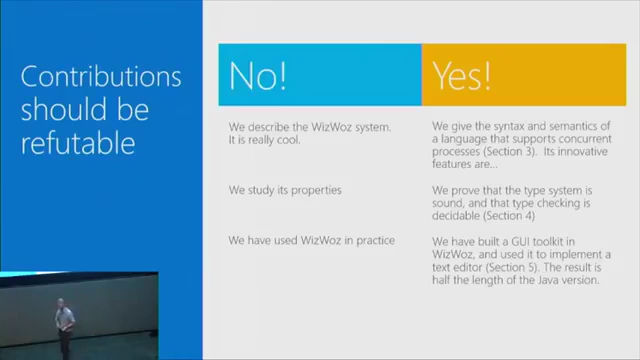 Contributions
should be
refutable
No!
Yes!
We describe the WizWoz system.
It is really cool.
We give the syntax and semantics of
a language that supports concurrent
processes (Section 3). Its innovative
features are...
We study its properties
We prove that the type system is
sound, and that type checking is
decidable (Section 4)
We have used WizWoz in practice
We have built a GUI toolkit in
WizWoz, and used it to implement a
text editor (Section 5). The result is
half the length of the Java version.